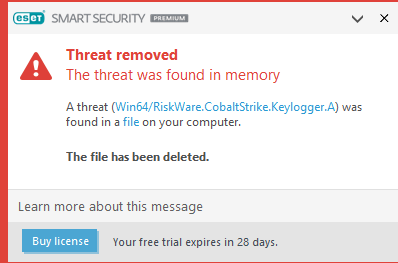 eset SMART SECURITY PREMIUM
Threat removed
The threat was found in memory
A threat (Win64/RiskWare.CobaltStrike.Keylogger.A) was
found in a file on your computer.
The file has been deleted.
Learn more about this message
Buy license Your free trial expires in 28 days.